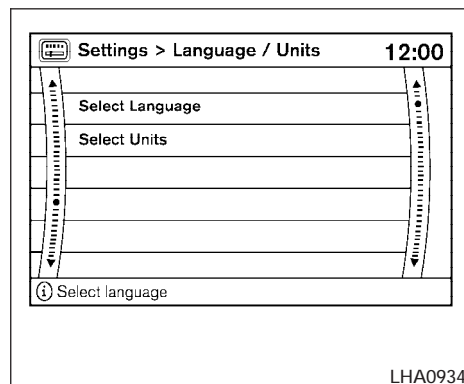 Settings > Language / Units 12:00
Select Language
Select Units
i Select language
LHA0934